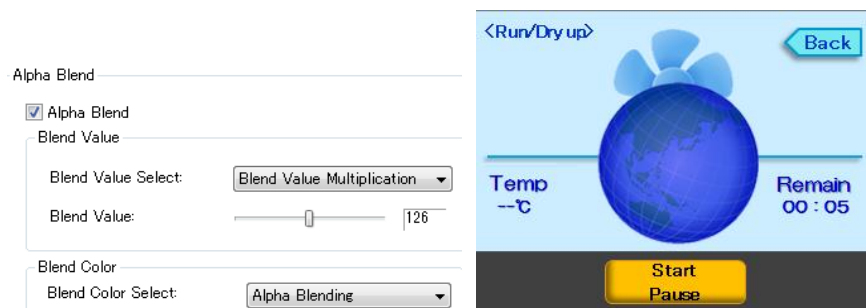 Alpha Blend
Alpha Blend
Blend Value
Blend Value Select: Blend Value Multiplication
Blend Value: 126
Blend Color
Blend Color Select: Alpha Blending
<Run/Dry up>
Back
Temp
--℃
Remain
00 : 05
Start
Pause